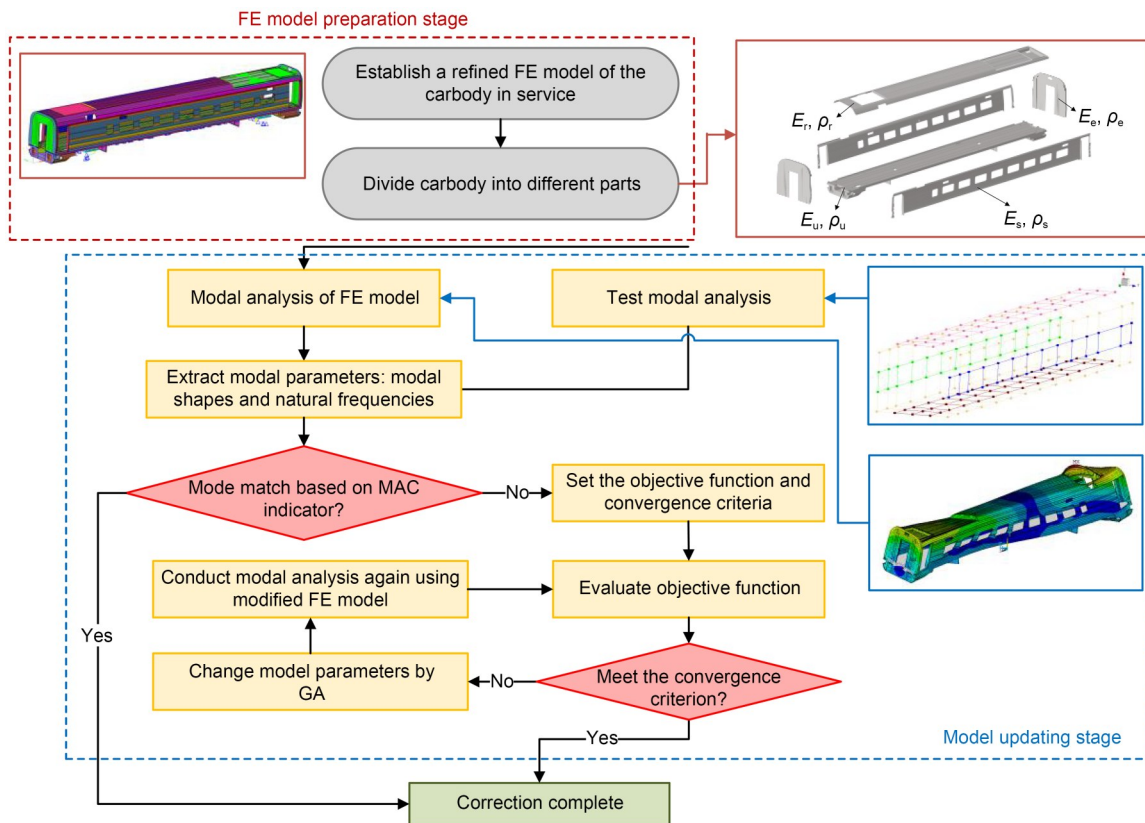 FE model preparation stage
Establish a refined FE model of the
carbody in service
Divide carbody into different parts
Er, ρr
Ee, ρe
Eu, ρu
Es, ρs
Modal analysis of FE model
Test modal analysis
Extract modal parameters: modal
shapes and natural frequencies
Mode match based on MAC
indicator?
No
Set the objective function and
convergence criteria
Conduct modal analysis again using
modified FE model
Evaluate objective function
Yes
Change model parameters by
GA
No
Meet the convergence
criterion?
Yes
Model updating stage
Correction complete